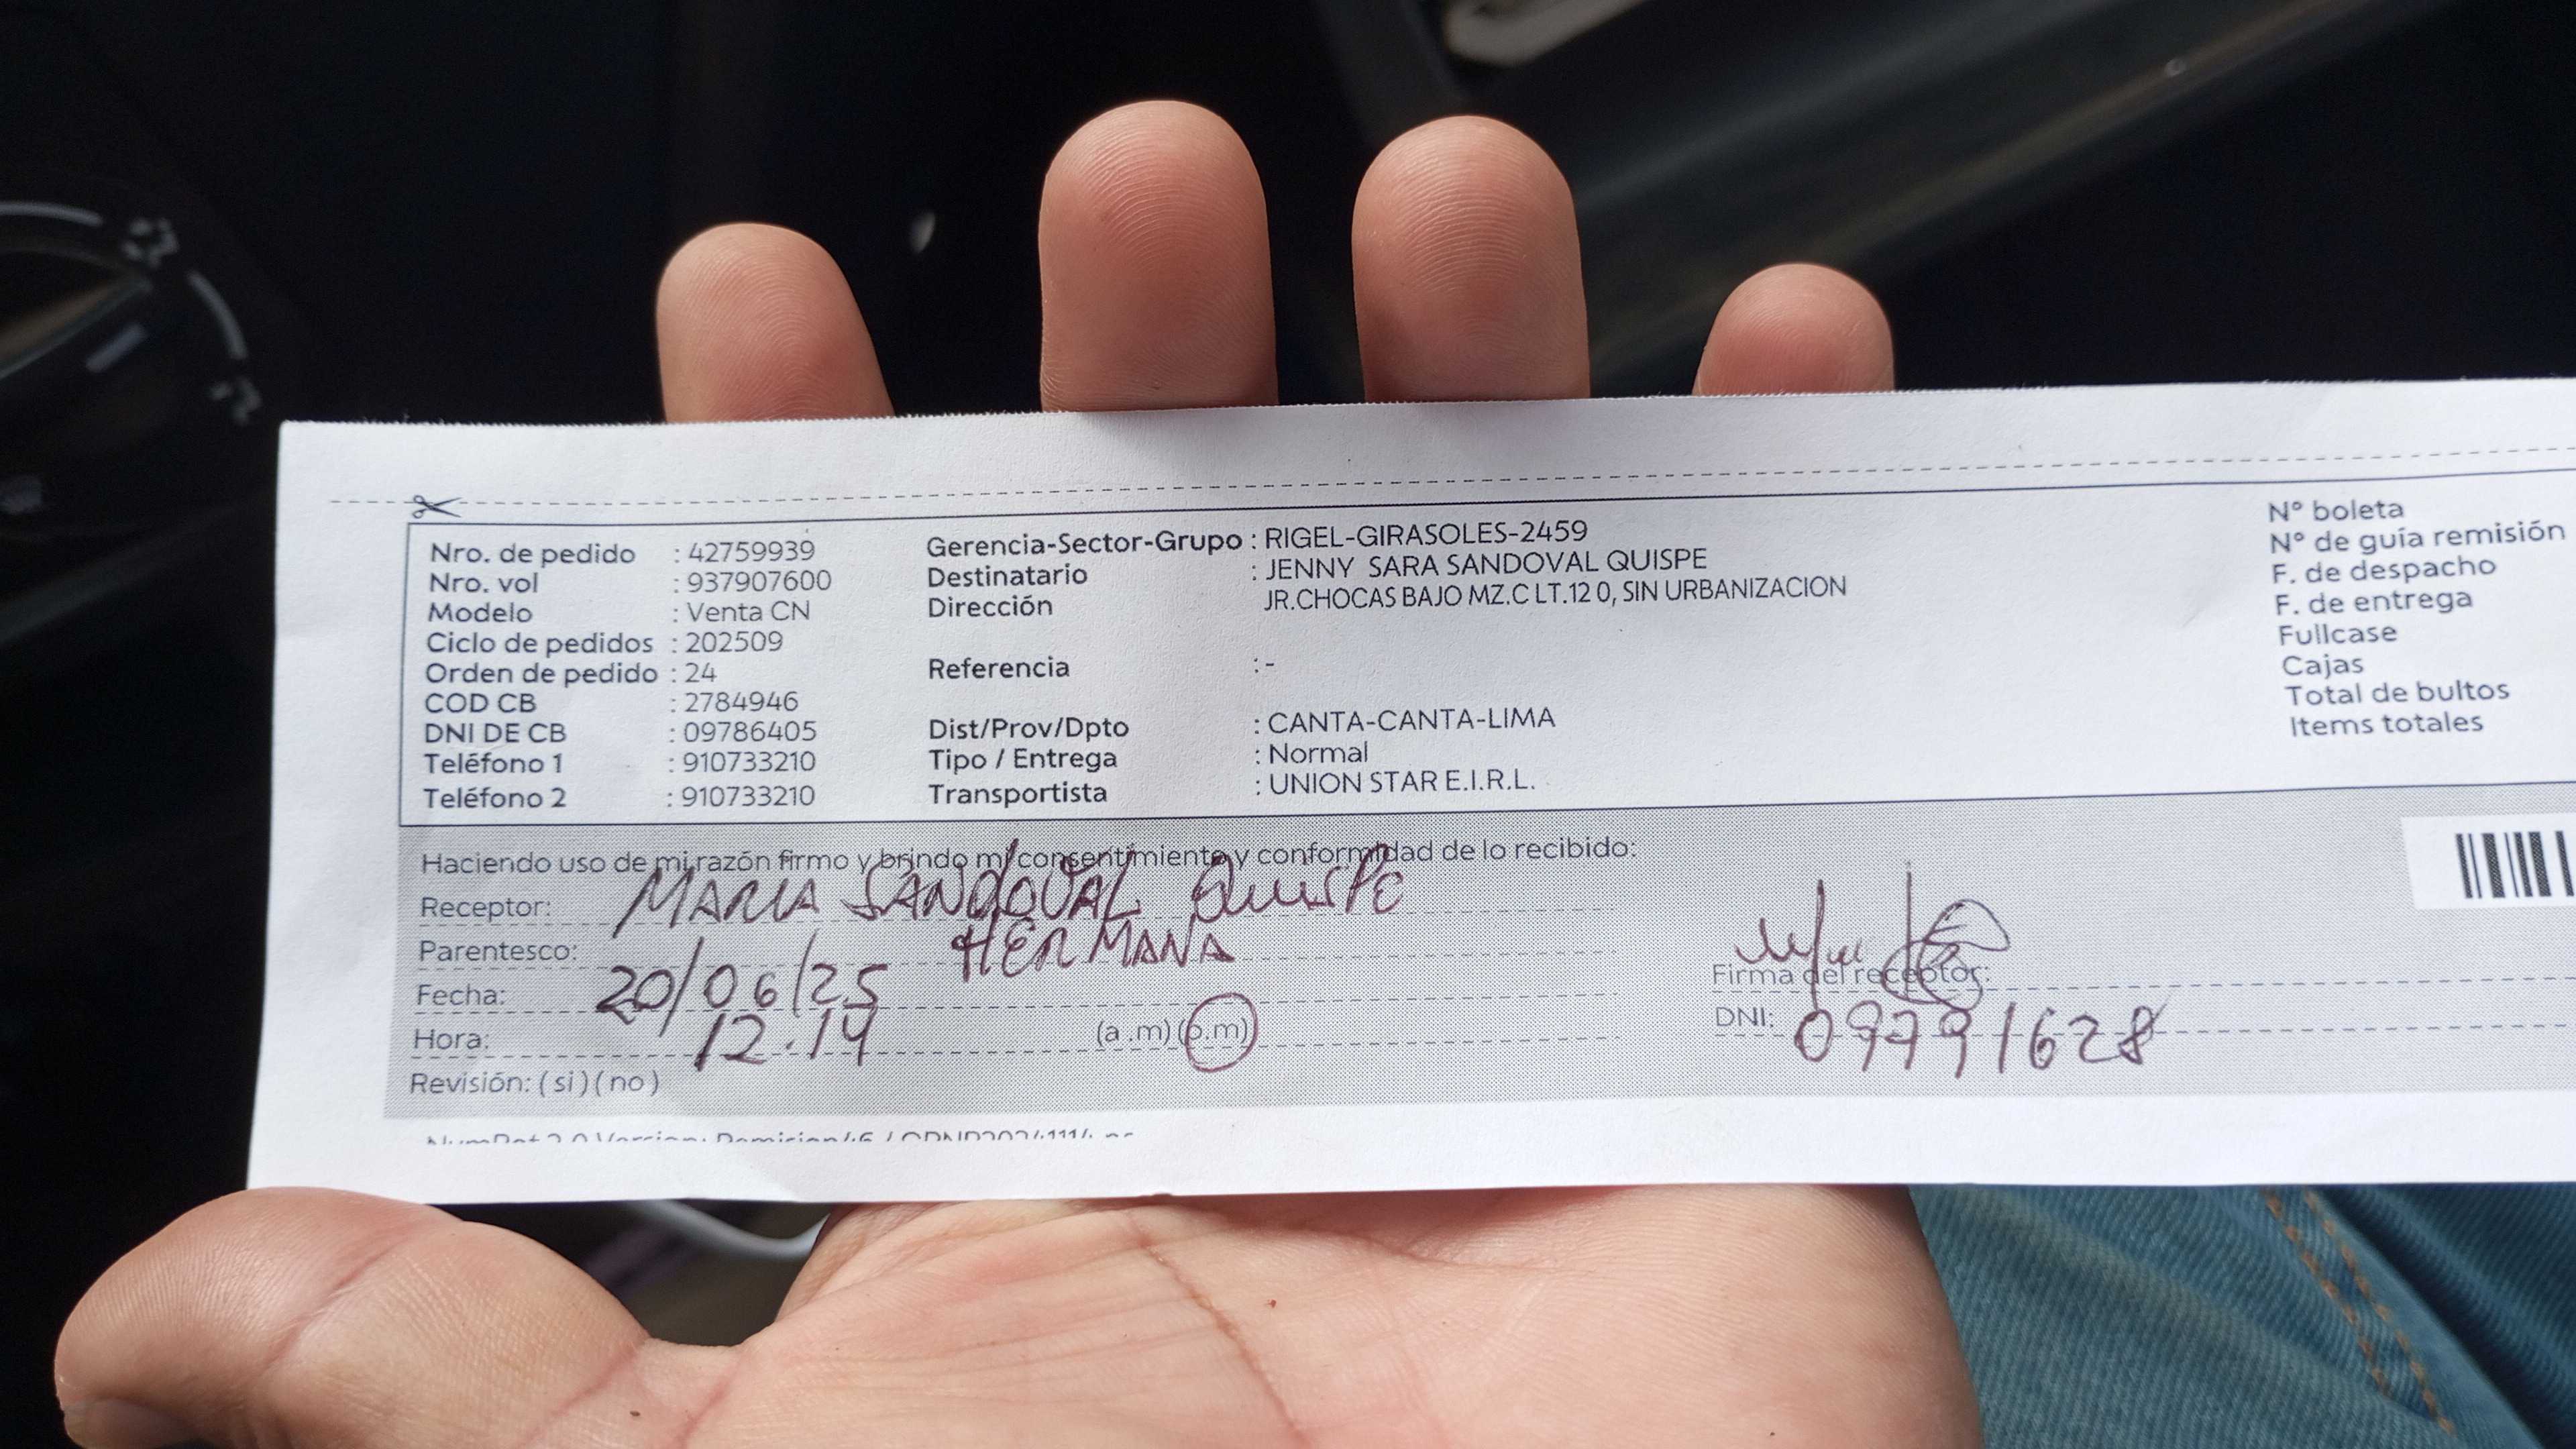 Nro. de pedido : 42759939
Nro. vol : 937907600
Modelo : Venta CN
Ciclo de pedidos : 202509
Orden de pedido : 24
COD CB : 2784946
DNI DE CB : 09786405
Teléfono 1 : 910733210
Teléfono 2 : 910733210
Gerencia-Sector-Grupo : RIGEL-GIRASOLES-2459
Destinatario : JENNY SARA SANDOVAL QUISPE
Dirección JR.CHOCAS BAJO MZ.C LT.12 0, SIN URBANIZACION
Referencia : -
Dist/Prov/Dpto : CANTA-CANTA-LIMA
Tipo / Entrega : Normal
Transportista : UNION STAR E.I.R.L.
N° boleta
N° de guía remisión
F. de despacho
F. de entrega
Fullcase
Cajas
Total de bultos
Items totales
Haciendo uso de mi razón firmo y brindo mi consentimiento y conformidad de lo recibido:
Receptor: MARIA SANDOVAL QUISPE
Parentesco: HERMANA
Fecha: 20/06/25
Hora: 12.14 (a.m) (p.m)
Revisión: (si) (no)
Firma del receptor:
DNI: 09791628